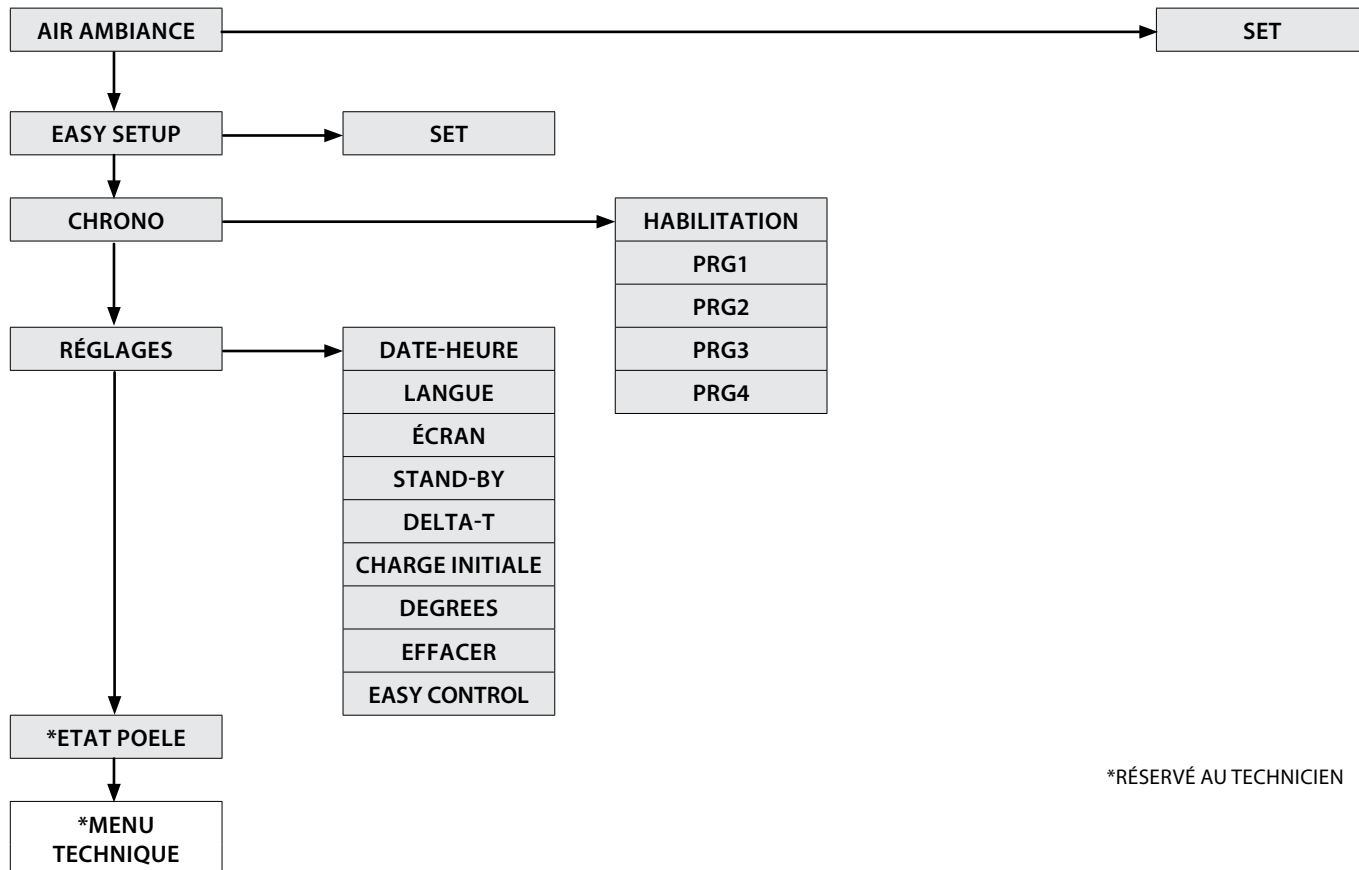 AIR AMBIANCE
SET
EASY SETUP
SET
CHRONO
HABILITATION
PRG1
PRG2
PRG3
PRG4
RÉGLAGES
DATE-HEURE
LANGUE
ÉCRAN
STAND-BY
DELTA-T
CHARGE INITIALE
DEGREES
EFFACER
EASY CONTROL
*ETAT POELE
*MENU
TECHNIQUE
*RÉSERVÉ AU TECHNICIEN